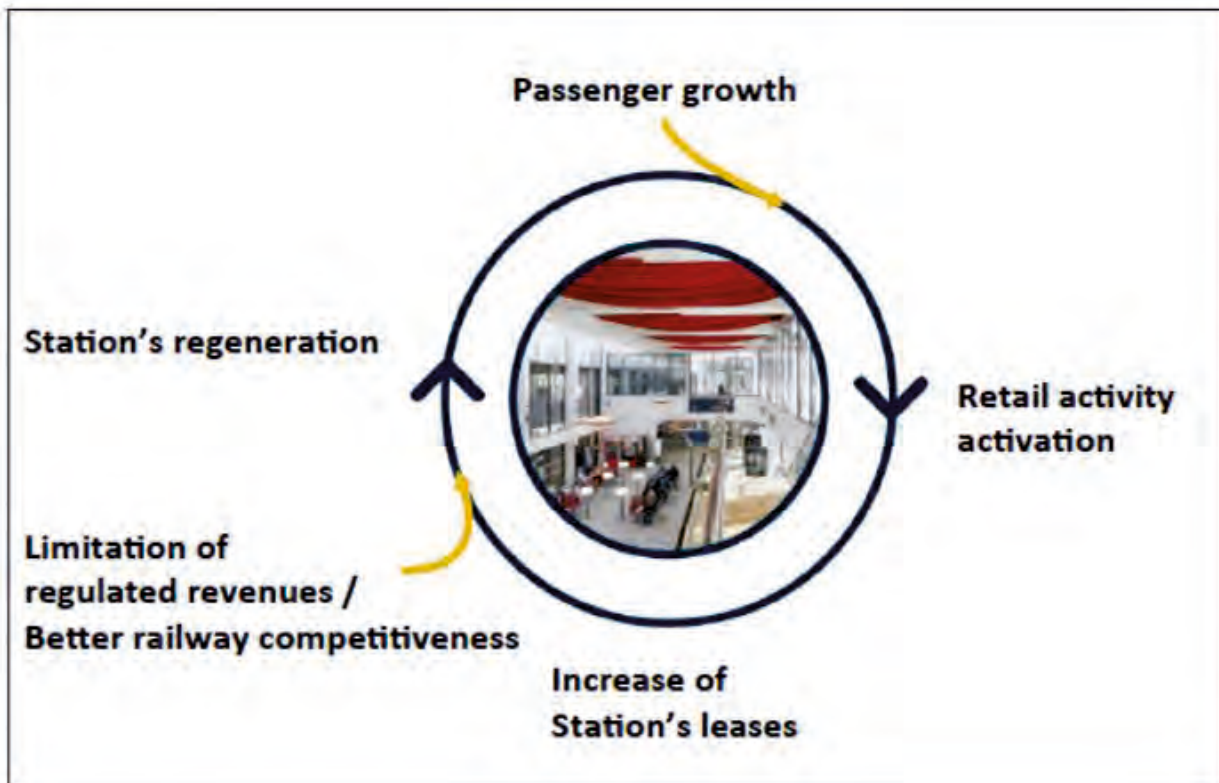 Passenger growth
Station’s regeneration
Retail activity
activation
Limitation of
regulated revenues /
Better railway competitiveness
Increase of
Station’s leases